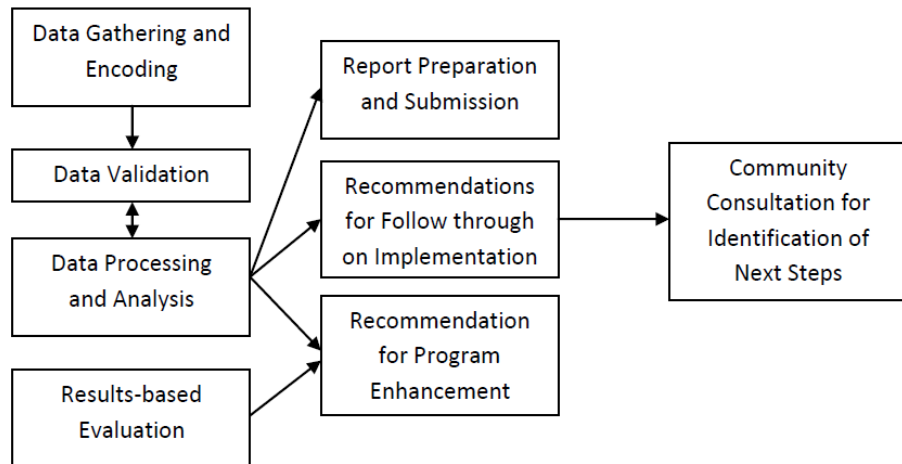 Data Gathering and
Encoding
Data Validation
Data Processing
and Analysis
Results-based
Evaluation
Report Preparation
and Submission
Recommendations
for Follow through
on Implementation
Recommendation
for Program
Enhancement
Community
Consultation for
Identification of
Next Steps